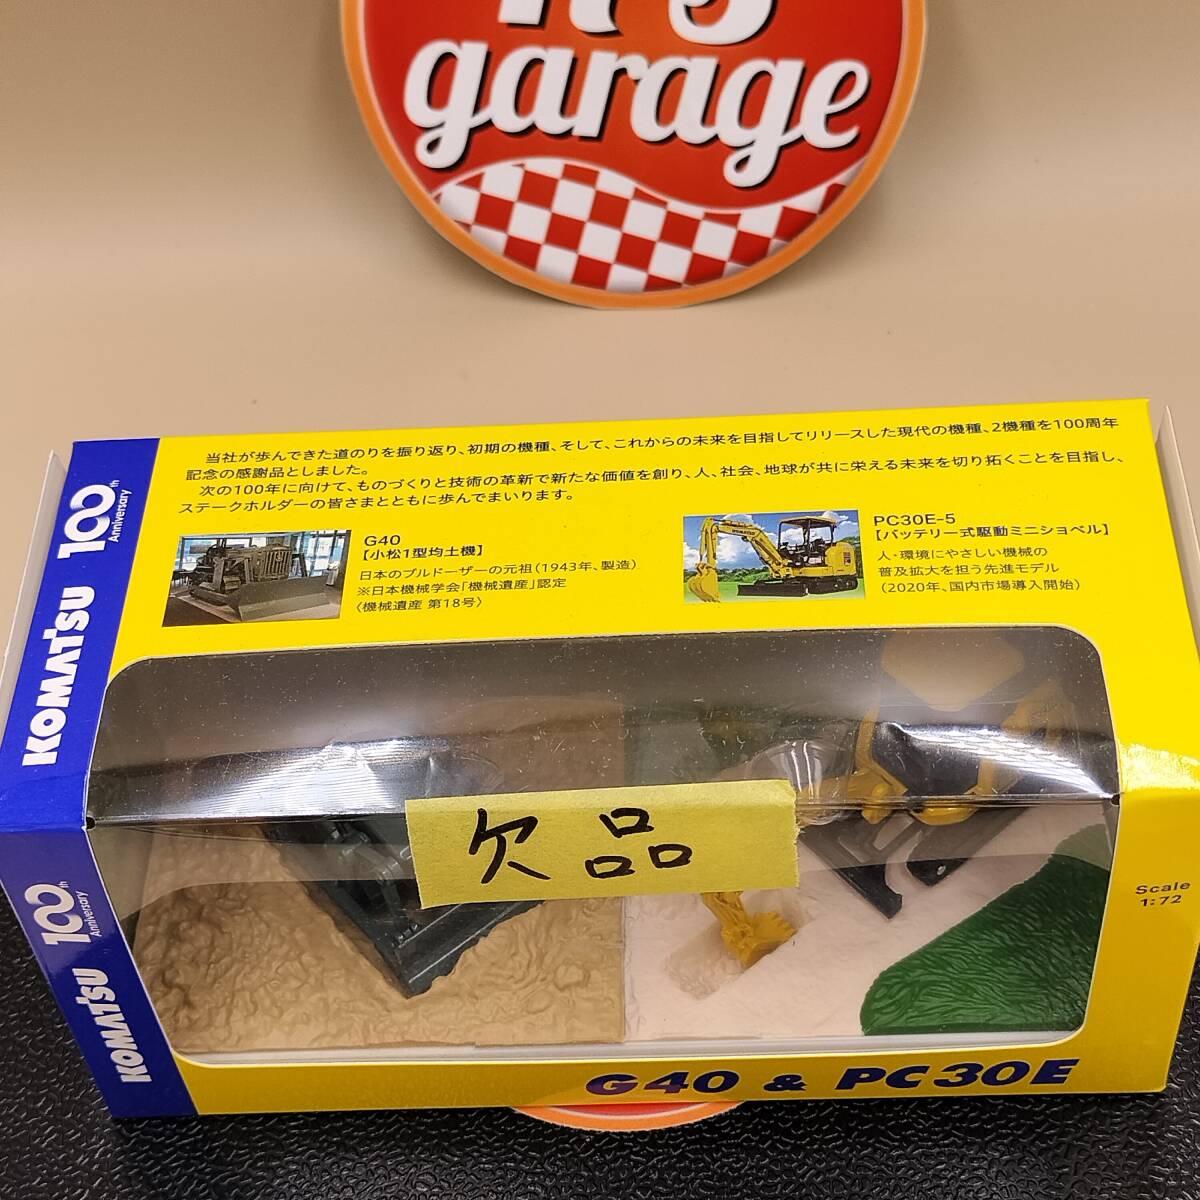 garage
当社が歩んできた道のりを振り返り、初期の機種、そして、これからの未来を目指してリリースした現代の機種、2機種を100周年
記念の感謝品としました。
次の100年に向けて、ものづくりと技術の革新で新たな価値を創り、人、社会、地球が共に栄える未来を切り拓くことを目指し、
ステークホルダーの皆さまとともに歩んでまいります。
G40
【小松1型均土機】
日本のブルドーザーの元祖(1943年、製造)
※日本機械学会「機械遺産」認定
〈機械遺産 第18号〉
PC30E-5
【バッテリー式駆動ミニショベル】
人・環境にやさしい機械の
普及拡大を担う先進モデル
(2020年、国内市場導入開始)
KOMATSU 100th Anniversary
欠品
Scale
1:72
KOMATSU 100th Anniversary
G40 & PC30E